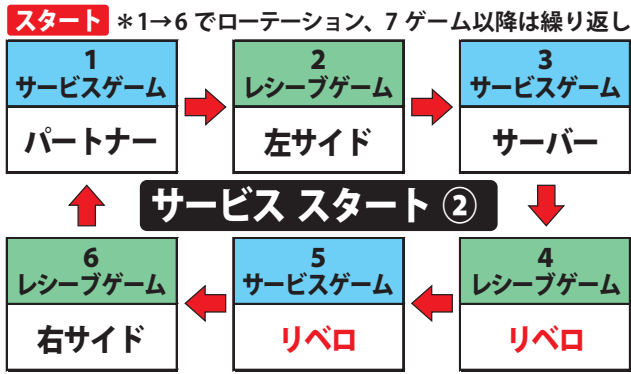 スタート ＊1→6 でローテーション、7 ゲーム以降は繰り返し
1
サービスゲーム
パートナー
2
レシーブゲーム
左サイド
3
サービスゲーム
サーバー
サービス スタート ②
6
レシーブゲーム
右サイド
5
サービスゲーム
リベロ
4
レシーブゲーム
リベロ